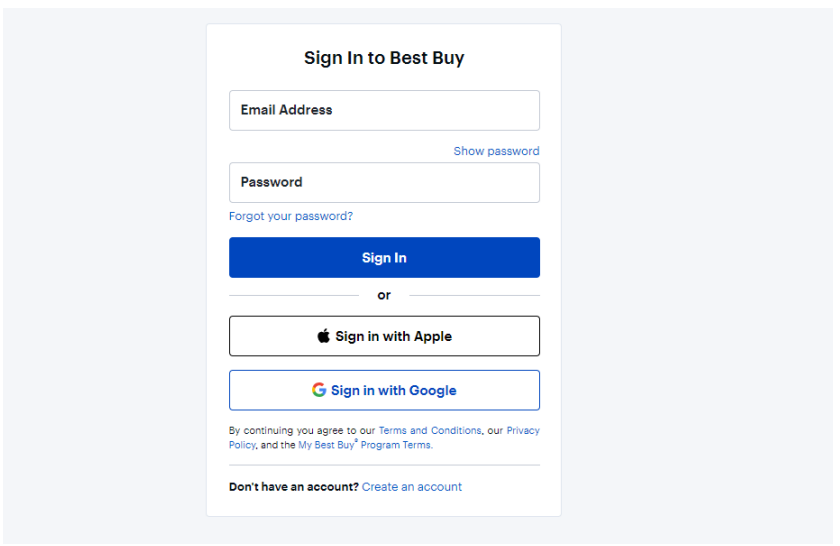 Sign In to Best Buy
Email Address
Show password
Password
Forgot your password?
Sign In
or
Sign in with Apple
Sign in with Google
By continuing you agree to our Terms and Conditions, our Privacy
Policy, and the My Best Buy® Program Terms.
Don't have an account? Create an account